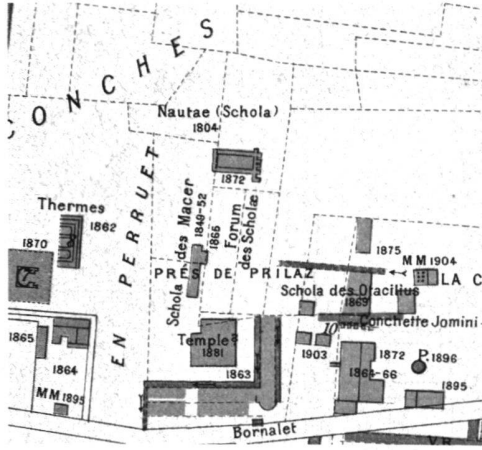 CONCHES
Nautae (Schola)
1804
1872
EN PERRUET
Thermes
1862
1870
Schola des Macer
1849-52
1866
Forum
des Scholæ
PRÉS DE PRILAZ
1875
MM 1904
LA C
Schola des Otacilius
1869
Conchette Jomini
Temple?
1881
1865
1864
MM 1895
1863
1903
1872
1864-66
P. 1896
1895
Bornalet